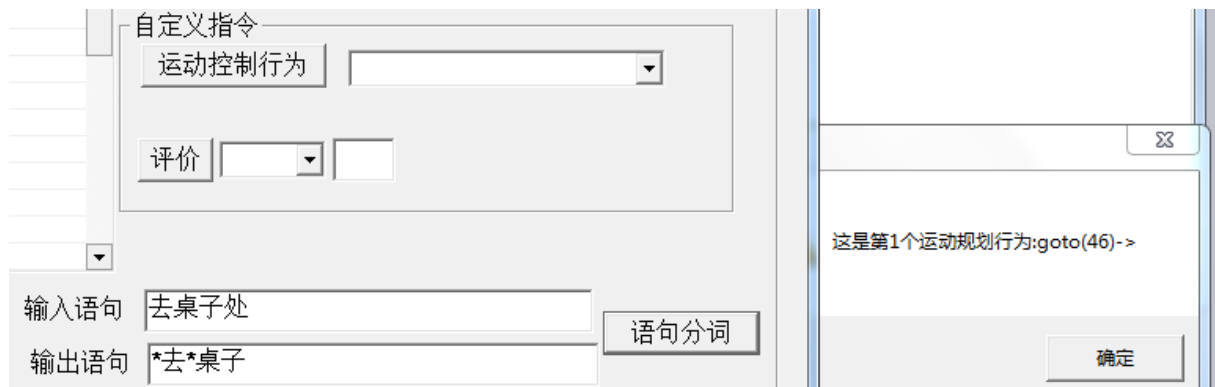 自定义指令
运动控制行为
评价
输入语句 去桌子处
语句分词
输出语句 *去*桌子
这是第1个运动规划行为:goto(46)->
确定